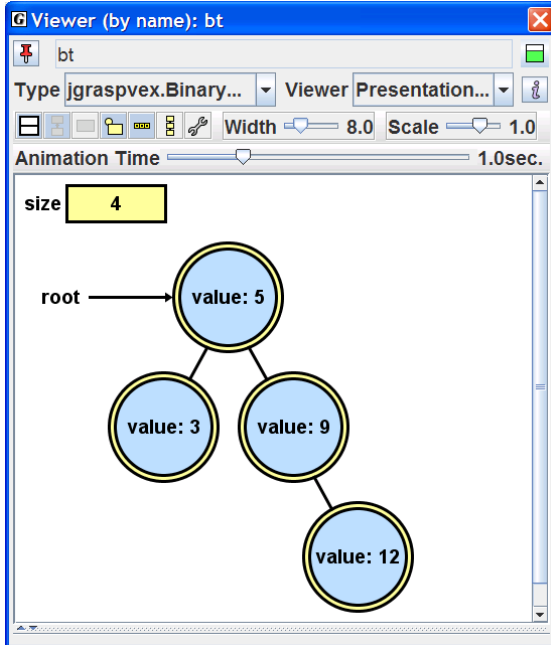 G Viewer (by name): bt
bt
Type jgraspvex.Binary... Viewer Presentation... i
Width 8.0 Scale 1.0
Animation Time 1.0sec.
size 4
root value: 5
value: 3 value: 9
value: 12